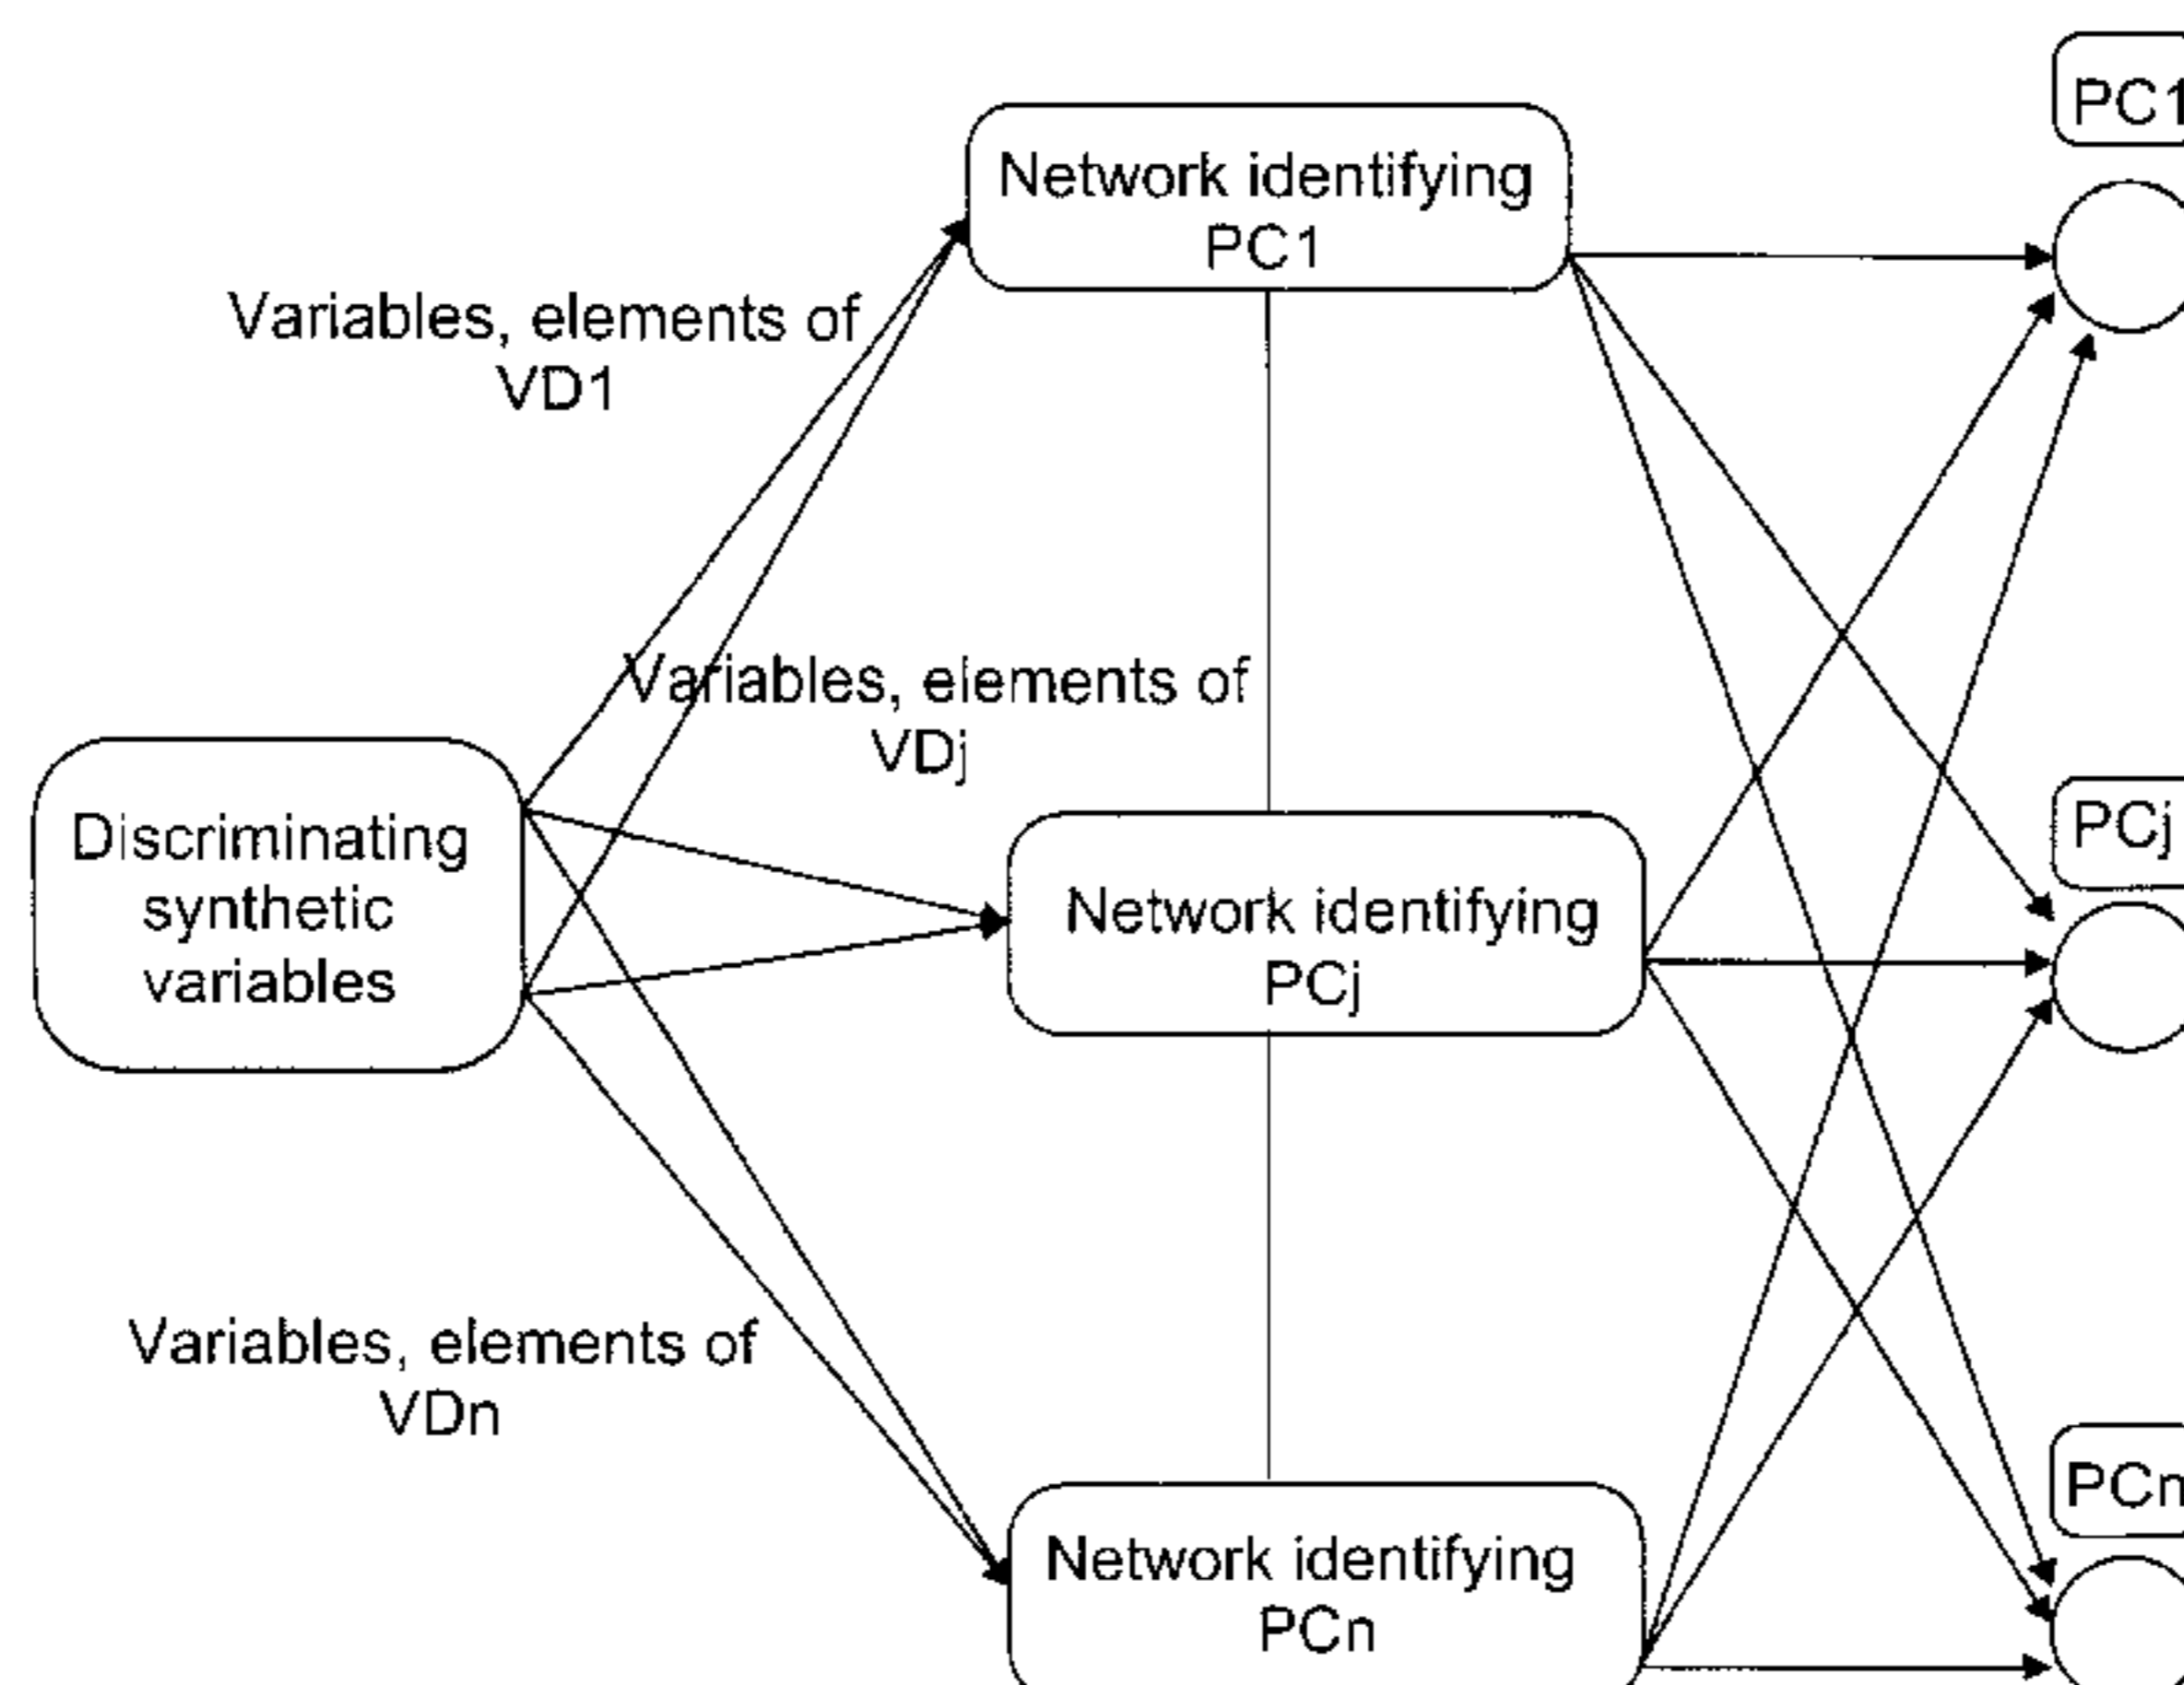 PC1
Network identifying
PC1
Variables, elements of
VD1
Variables, elements of
VDj
Discriminating
synthetic
variables
PCj
Network identifying
PCj
Variables, elements of
VDn
PCn
Network identifying
PCn